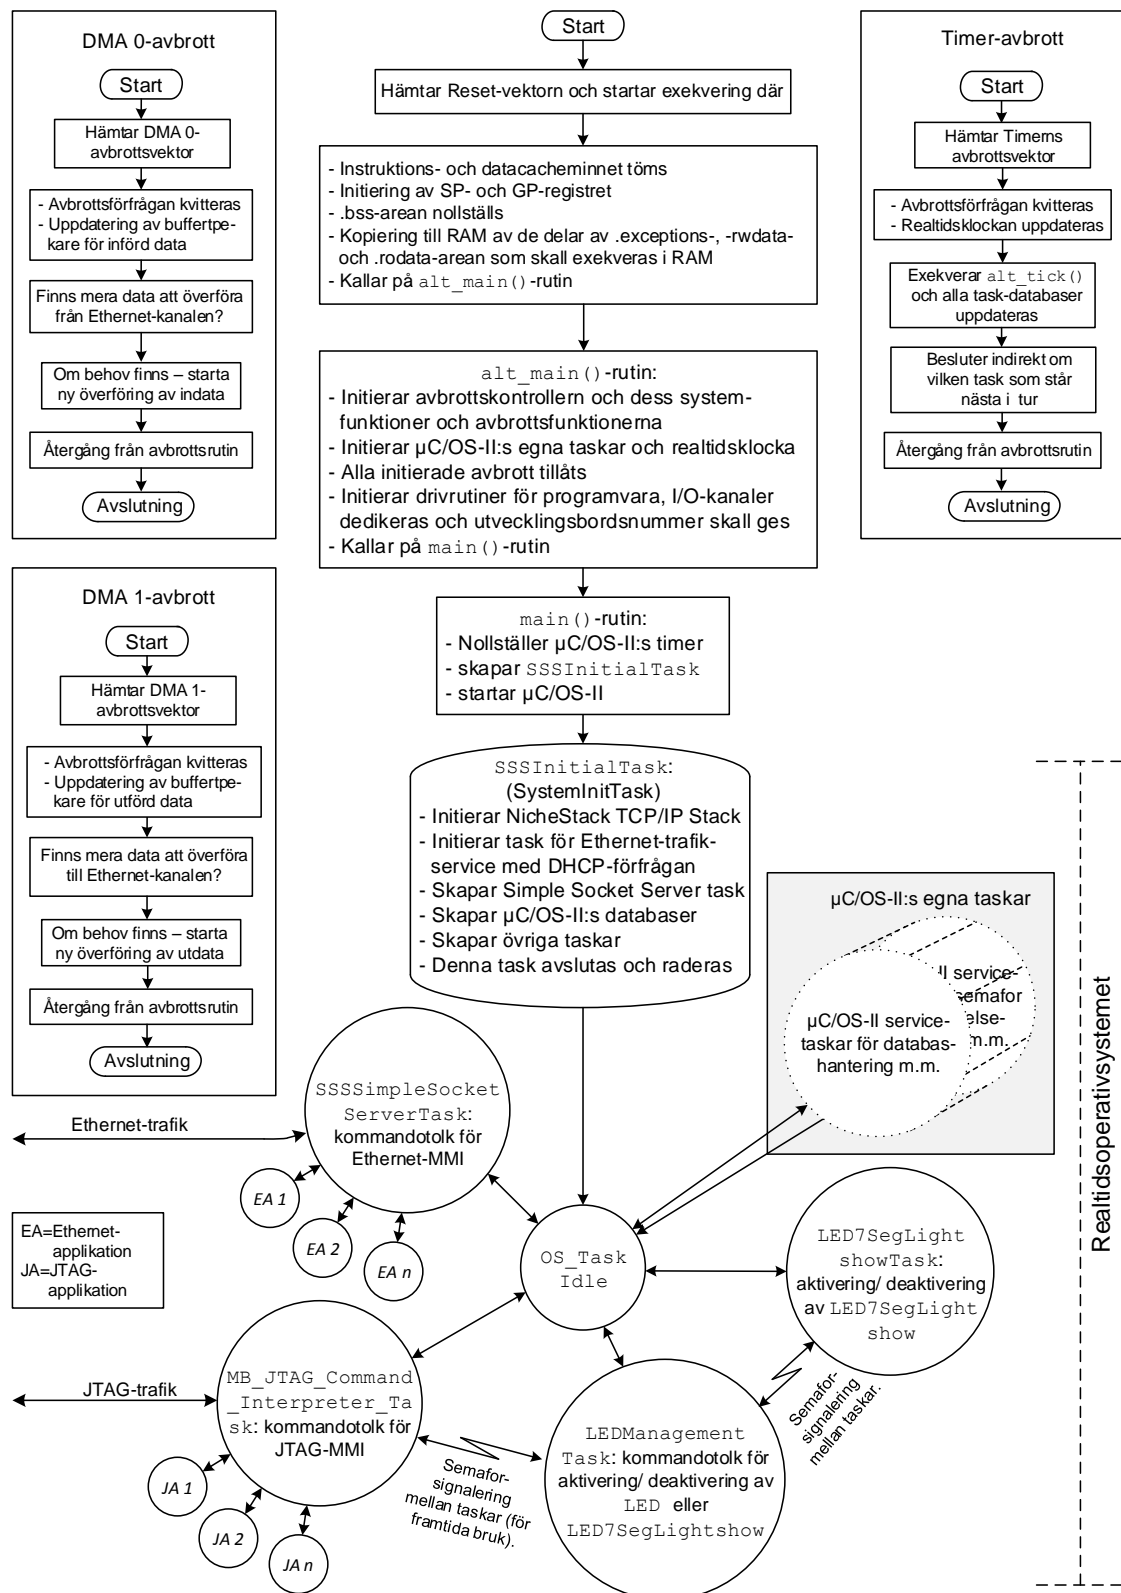 DMA 0-avbrott
Start
Hämtar DMA 0-
avbrottsvektor
- Avbrottsförfrågan kvitteras
- Uppdatering av buffertpe-
kare för införd data
Finns mera data att överföra
från Ethernet-kanalen?
Om behov finns – starta
ny överföring av indata
Återgång från avbrottsrutin
Avslutning
Start
Hämtar Reset-vektorn och startar exekvering där
- Instruktions- och datacacheminnet töms
- Initiering av SP- och GP-registret
- .bss-arean nollställs
- Kopiering till RAM av de delar av .exceptions-, -rwdata-
och .rodata-arean som skall exekveras i RAM
- Kallar på alt_main()-rutin
alt_main()-rutin:
- Initierar avbrottskontrollern och dess system-
funktioner och avbrottsfunktionerna
- Initierar µC/OS-II:s egna taskar och realtidsklocka
- Alla initierade avbrott tillåts
- Initierar drivrutiner för programvara, I/O-kanaler
dedikeras och utvecklingsbordsnummer skall ges
- Kallar på main()-rutin
main()-rutin:
- Nollställer µC/OS-II:s timer
- skapar SSSInitialTask
- startar µC/OS-II
SSSInitialTask:
(SystemInitTask)
- Initierar NicheStack TCP/IP Stack
- Initierar task för Ethernet-trafik-
service med DHCP-förfrågan
- Skapar Simple Socket Server task
- Skapar µC/OS-II:s databaser
- Skapar övriga taskar
- Denna task avslutas och raderas
Timer-avbrott
Start
Hämtar Timerns
avbrottsvektor
- Avbrottsförfrågan kvitteras
- Realtidsklockan uppdateras
Exekverar alt_tick()
och alla task-databaser
uppdateras
Besluter indirekt om
vilken task som står
nästa i tur
Återgång från avbrottsrutin
Avslutning
DMA 1-avbrott
Start
Hämtar DMA 1-
avbrottsvektor
- Avbrottsförfrågan kvitteras
- Uppdatering av buffertpe-
kare för utförd data
Finns mera data att överföra
till Ethernet-kanalen?
Om behov finns – starta
ny överföring av utdata
Återgång från avbrottsrutin
Avslutning
µC/OS-II:s egna taskar
II service-
semafor
else-
m.m.
µC/OS-II service-
taskar för databas-
hantering m.m.
Realtidsoperativsystemet
Ethernet-trafik
SSSSimpleSocket
ServerTask:
kommandotolk för
Ethernet-MMI
EA 1
EA 2
EA n
EA=Ethernet-
applikation
JA=JTAG-
applikation
OS_Task
Idle
LED7SegLight
showTask:
aktivering/ deaktivering
av LED7SegLight
show
JTAG-trafik
MB_JTAG_Command
_Interpreter_Ta
sk: kommandotolk för
JTAG-MMI
JA 1
JA 2
JA n
Semafor-
signalering
mellan taskar (för
framtida bruk).
LEDManagement
Task: kommandotolk för
aktivering/ deaktivering av
LED eller
LED7SegLightshow
Semafor-
signalering
mellan taskar.